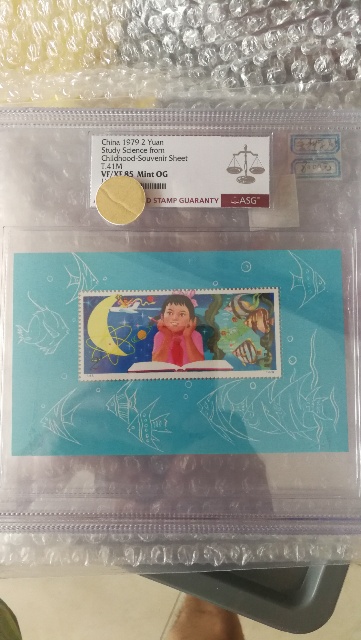 China 1979 2 Yuan
Study Science from
Childhood-Souvenir Sheet
T.41M
VF/XF 85 Mint OG
STAMP GUARANTY
ASG